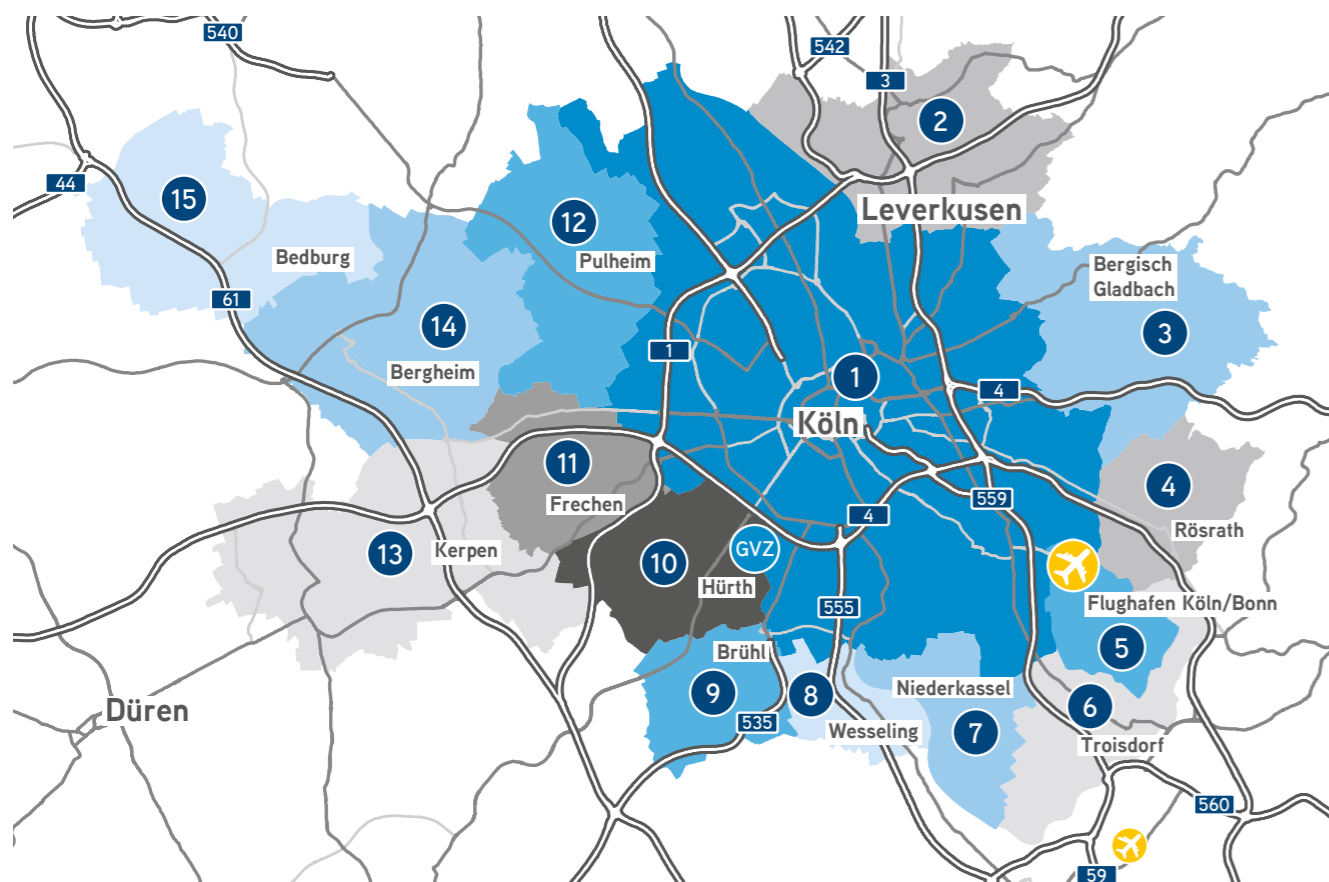 540
542
3
2
44
15
Leverkusen
12
Bedburg
Pulheim
Bergisch
Gladbach
61
14
3
1
Bergheim
1
4
Köln
11
4
Frechen
559
4
Rösrath
13
Kerpen
10
GVZ
Hürth
Flughafen Köln/Bonn
555
5
Brühl
9
8
Niederkassel
6
Düren
535
Wesseling
7
Troisdorf
560
59